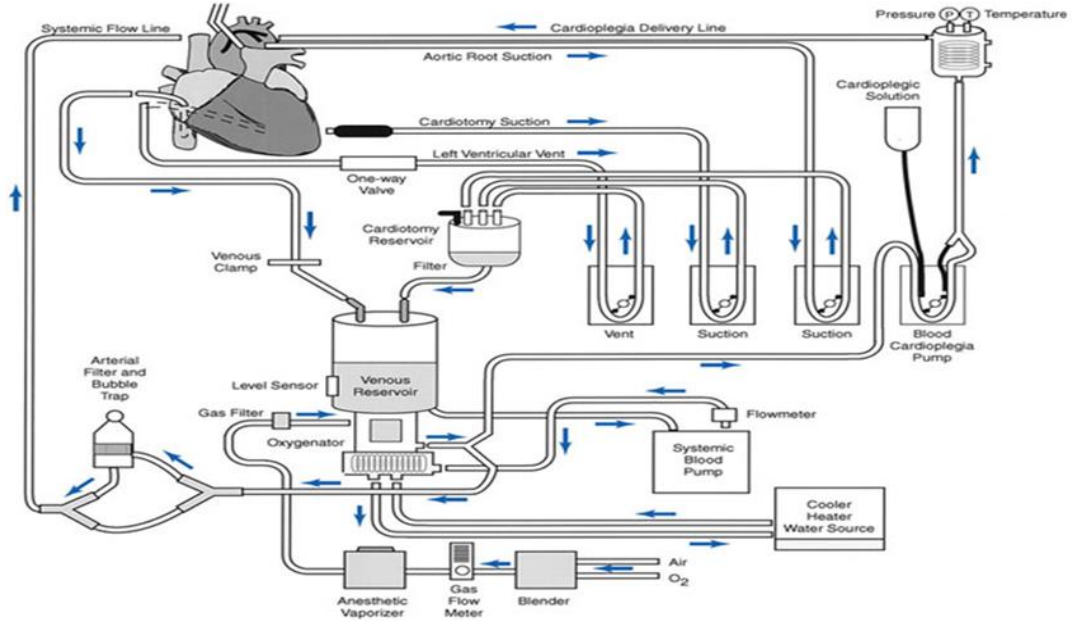 Pressure P T Temperature
Systemic Flow Line
Cardioplegia Delivery Line
Aortic Root Suction
Cardioplegic
Solution
Cardiotomy Suction
Left Ventricular Vent
One-way
Valve
Cardiotomy
Reservoir
Venous
Clamp
Filter
Vent
Suction
Suction
Blood
Cardioplegia
Pump
Arterial
Filter and
Bubble
Trap
Level Sensor
Venous
Reservoir
Gas Filter
Oxygenator
Flowmeter
Systemic
Blood
Pump
Cooler
Heater
Water Source
Air
O₂
Anesthetic
Vaporizer
Gas
Flow
Meter
Blender